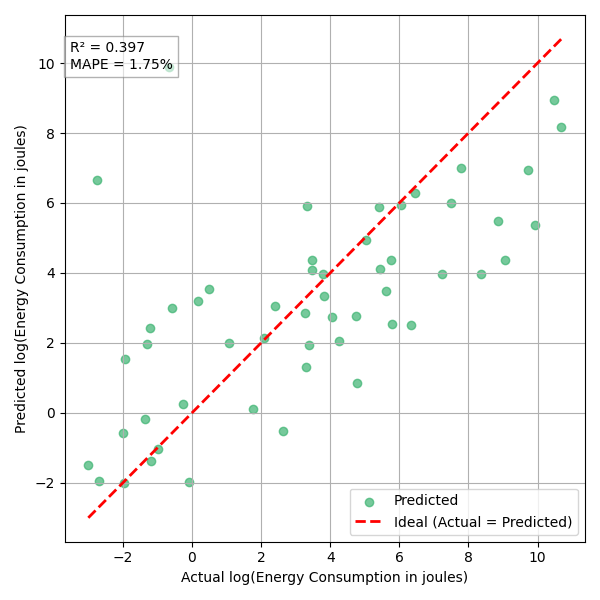 R² = 0.397
MAPE = 1.75%
10
8
6
4
2
0
−2
−2
0
2
4
6
8
10
Predicted log(Energy Consumption in joules)
Actual log(Energy Consumption in joules)
Predicted
Ideal (Actual = Predicted)